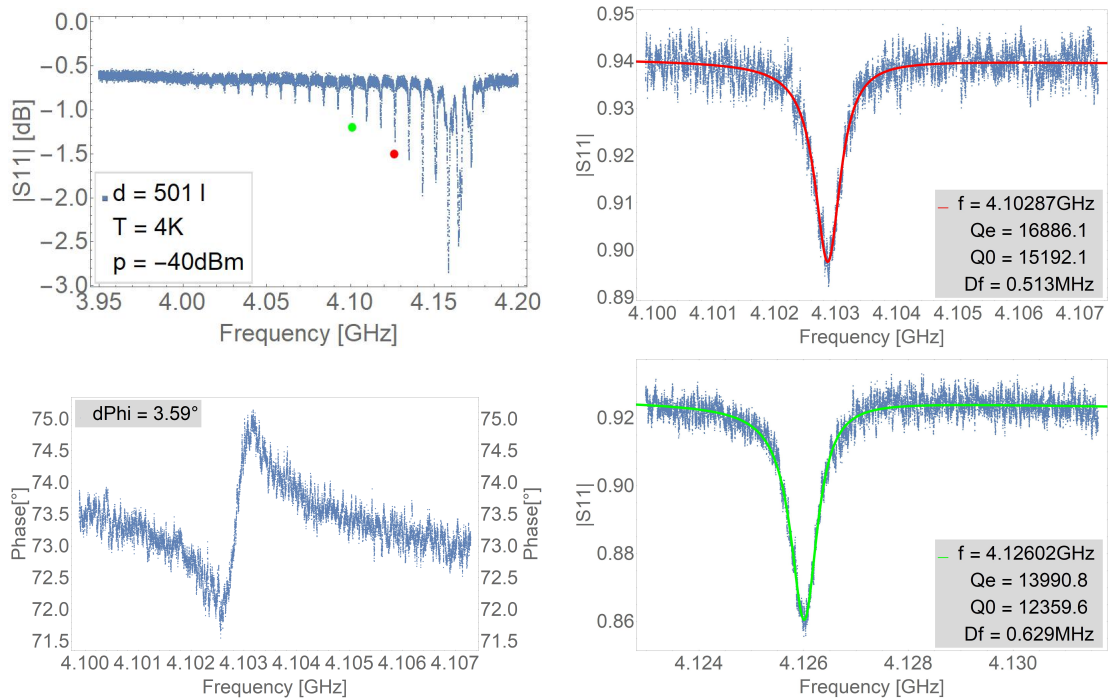 0.0
−0.5
−1.0
−1.5
−2.0
−2.5
−3.0
|S11| [dB]
d = 501 l
T = 4K
p = −40dBm
3.95 4.00 4.05 4.10 4.15 4.20
Frequency [GHz]
0.95
0.94
0.93
0.92
0.91
0.90
0.89
|S11|
f = 4.10287GHz
Qe = 16886.1
Q0 = 15192.1
Df = 0.513MHz
4.100 4.101 4.102 4.103 4.104 4.105 4.106 4.107
Frequency [GHz]
dPhi = 3.59°
75.0
74.5
74.0
73.5
73.0
72.5
72.0
71.5
Phase[°]
75.0
74.5
74.0
73.5
73.0
72.5
72.0
71.5
Phase[°]
4.100 4.101 4.102 4.103 4.104 4.105 4.106 4.107
Frequency [GHz]
0.92
0.90
0.88
0.86
|S11|
f = 4.12602GHz
Qe = 13990.8
Q0 = 12359.6
Df = 0.629MHz
4.124 4.126 4.128 4.130
Frequency [GHz]